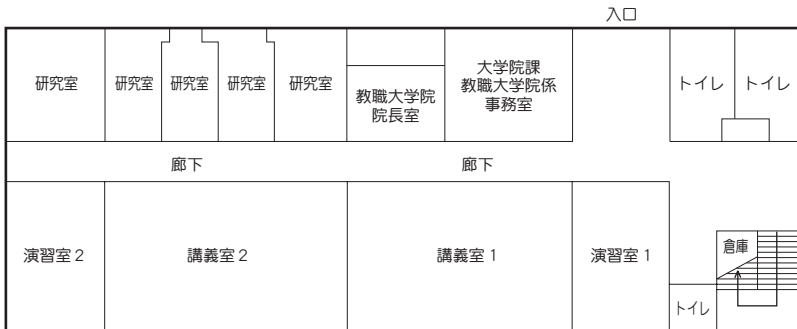 入口
研究室
研究室
研究室
研究室
研究室
教職大学院
院長室
大学院課
教職大学院係
事務室
トイレ
トイレ
廊下
廊下
演習室 2
講義室 2
講義室 1
演習室 1
倉庫
トイレ